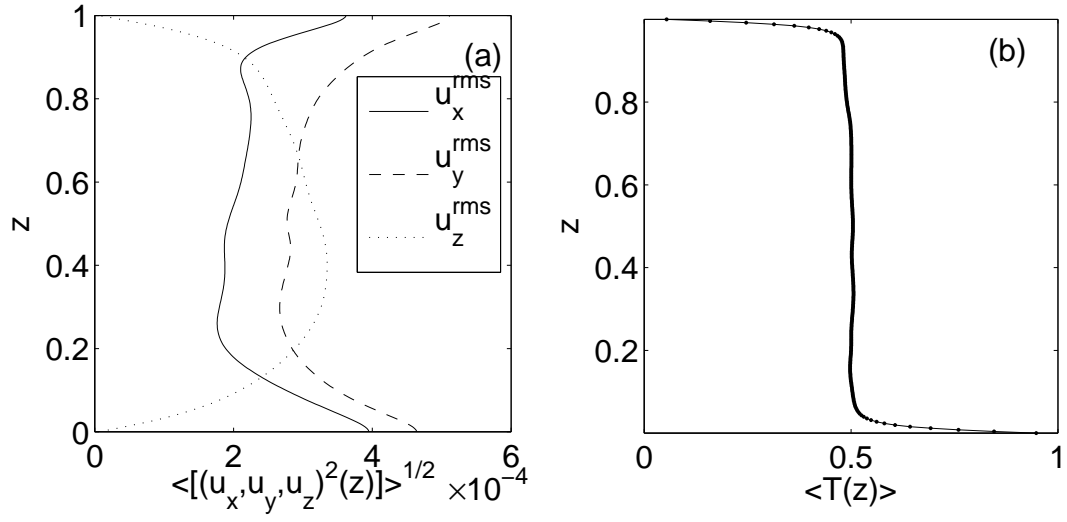 1
0.8
0.6
0.4
0.2
0
z
(a)
u_x^rms
u_y^rms
u_z^rms
0 2 4 6
<[(u_x,u_y,u_z)^2(z)]>^1/2 ×10^-4
0.8
0.6
0.4
0.2
z
(b)
0 0.5 1
<T(z)>